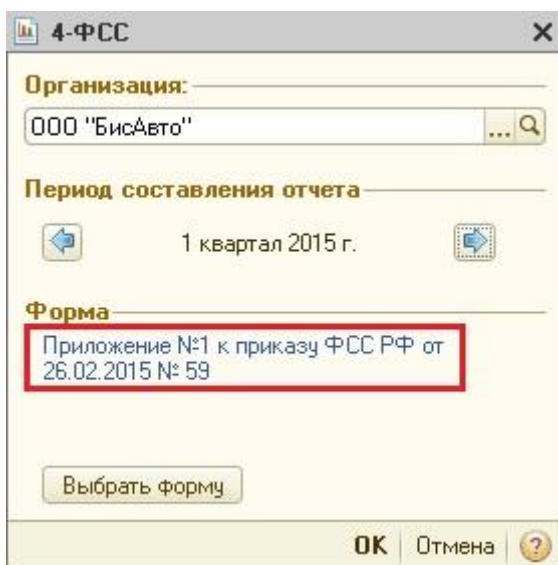 4-ФСС
Организация:
ООО "БисАвто"
...
Период составления отчета
1 квартал 2015 г.
Форма
Приложение №1 к приказу ФСС РФ от
26.02.2015 № 59
Выбрать форму
OK Отмена ?